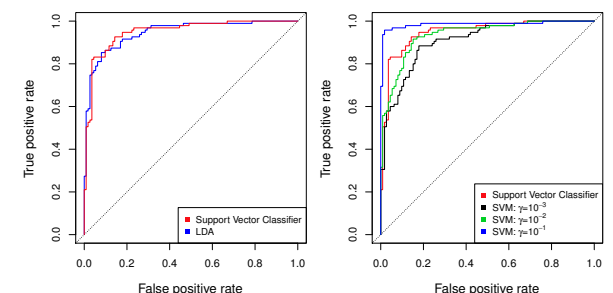 True positive rate
0.0 0.2 0.4 0.6 0.8 1.0
0.0 0.2 0.4 0.6 0.8 1.0
False positive rate
Support Vector Classifier
LDA
True positive rate
0.0 0.2 0.4 0.6 0.8 1.0
0.0 0.2 0.4 0.6 0.8 1.0
False positive rate
Support Vector Classifier
SVM: γ=10⁻³
SVM: γ=10⁻²
SVM: γ=10⁻¹